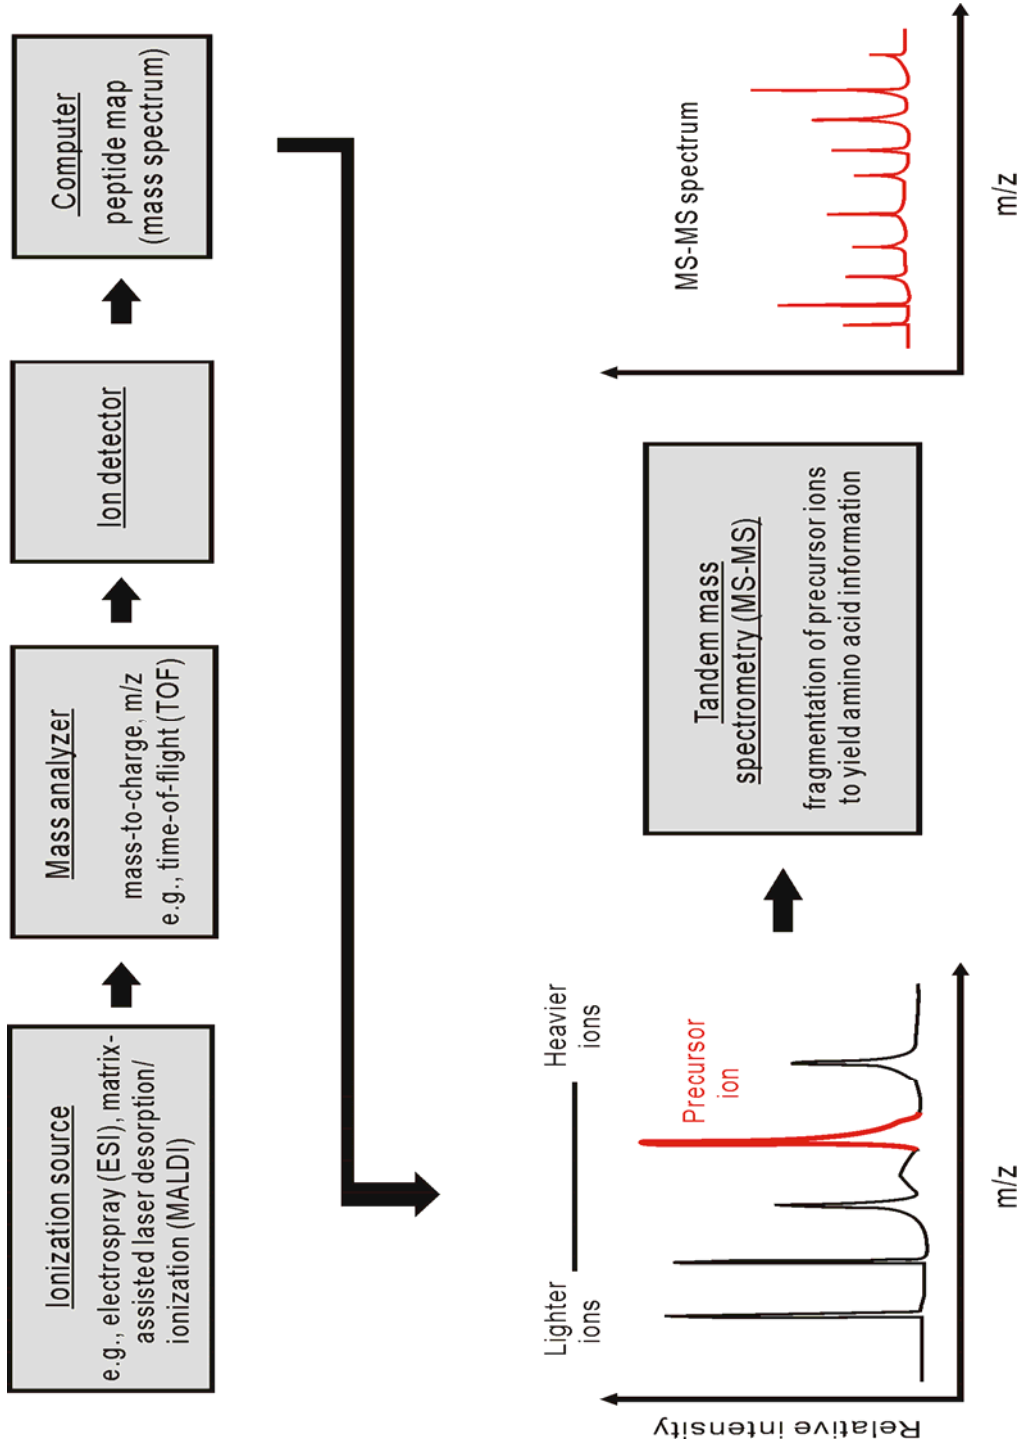 Ionization source
e.g., electrospray (ESI), matrix-
assisted laser desorption/
ionization (MALDI)
Mass analyzer
mass-to-charge, m/z
e.g., time-of-flight (TOF)
Ion detector
Computer
peptide map
(mass spectrum)
Lighter
ions
Heavier
ions
Precursor
ion
Relative intensity
m/z
Tandem mass
spectrometry (MS-MS)
fragmentation of precursor ions
to yield amino acid information
MS-MS spectrum
m/z